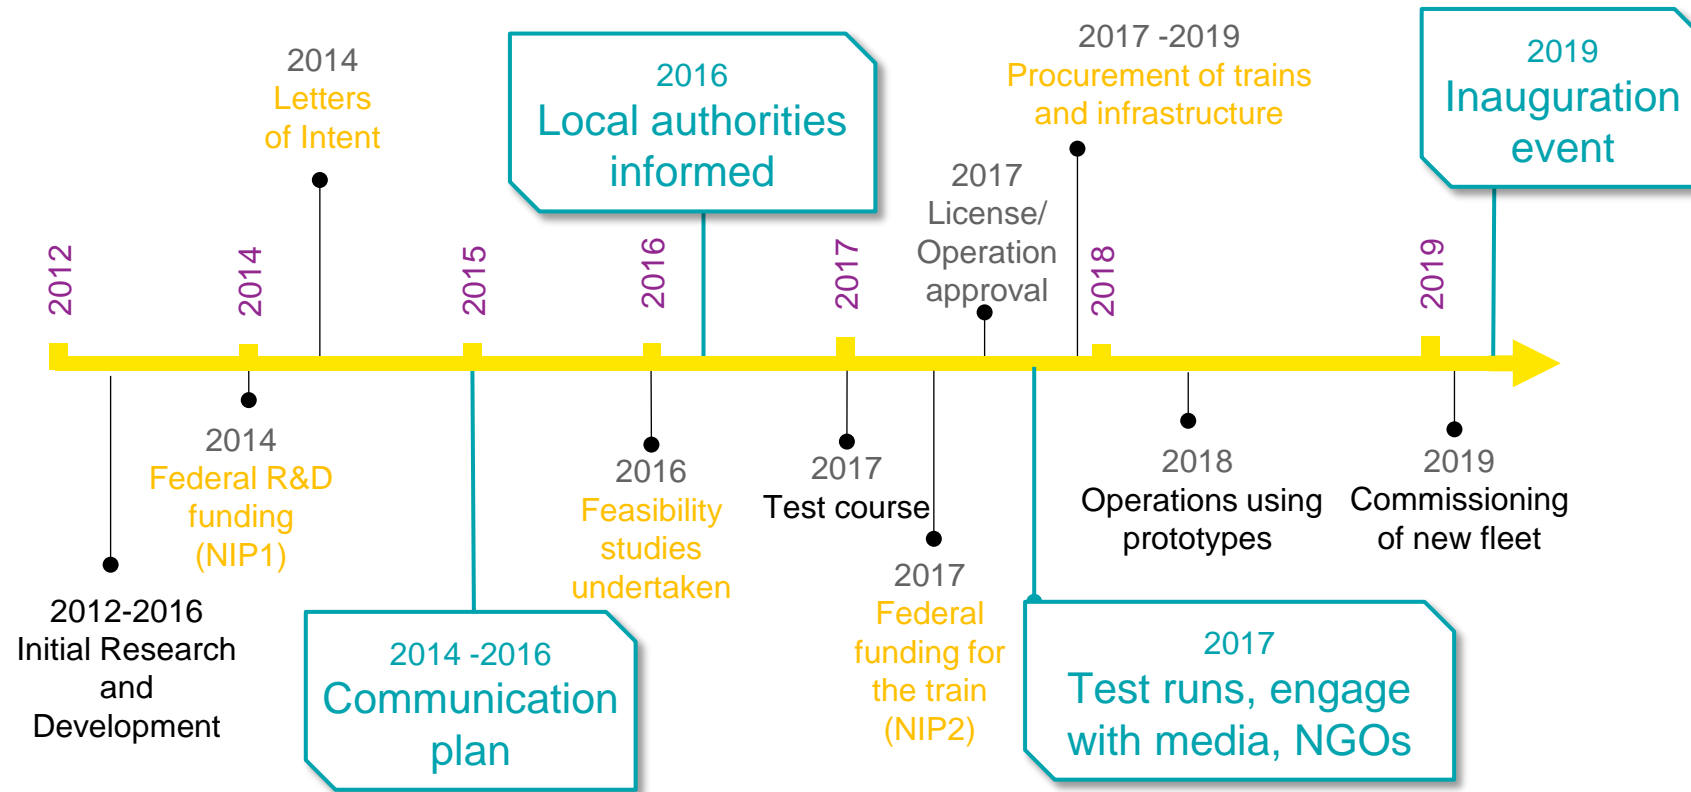 2014
Letters
of Intent
2016
Local authorities
informed
2017 -2019
Procurement of trains
and infrastructure
2019
Inauguration
event
2017
License/
Operation
approval
2012
2014
2015
2016
2017
2018
2019
2012-2016
Initial Research
and
Development
2014
Federal R&D
funding
(NIP1)
2014 -2016
Communication
plan
2016
Feasibility
studies
undertaken
2017
Test course
2017
Federal
funding for
the train
(NIP2)
2017
Test runs, engage
with media, NGOs
2018
Operations using
prototypes
2019
Commissioning
of new fleet